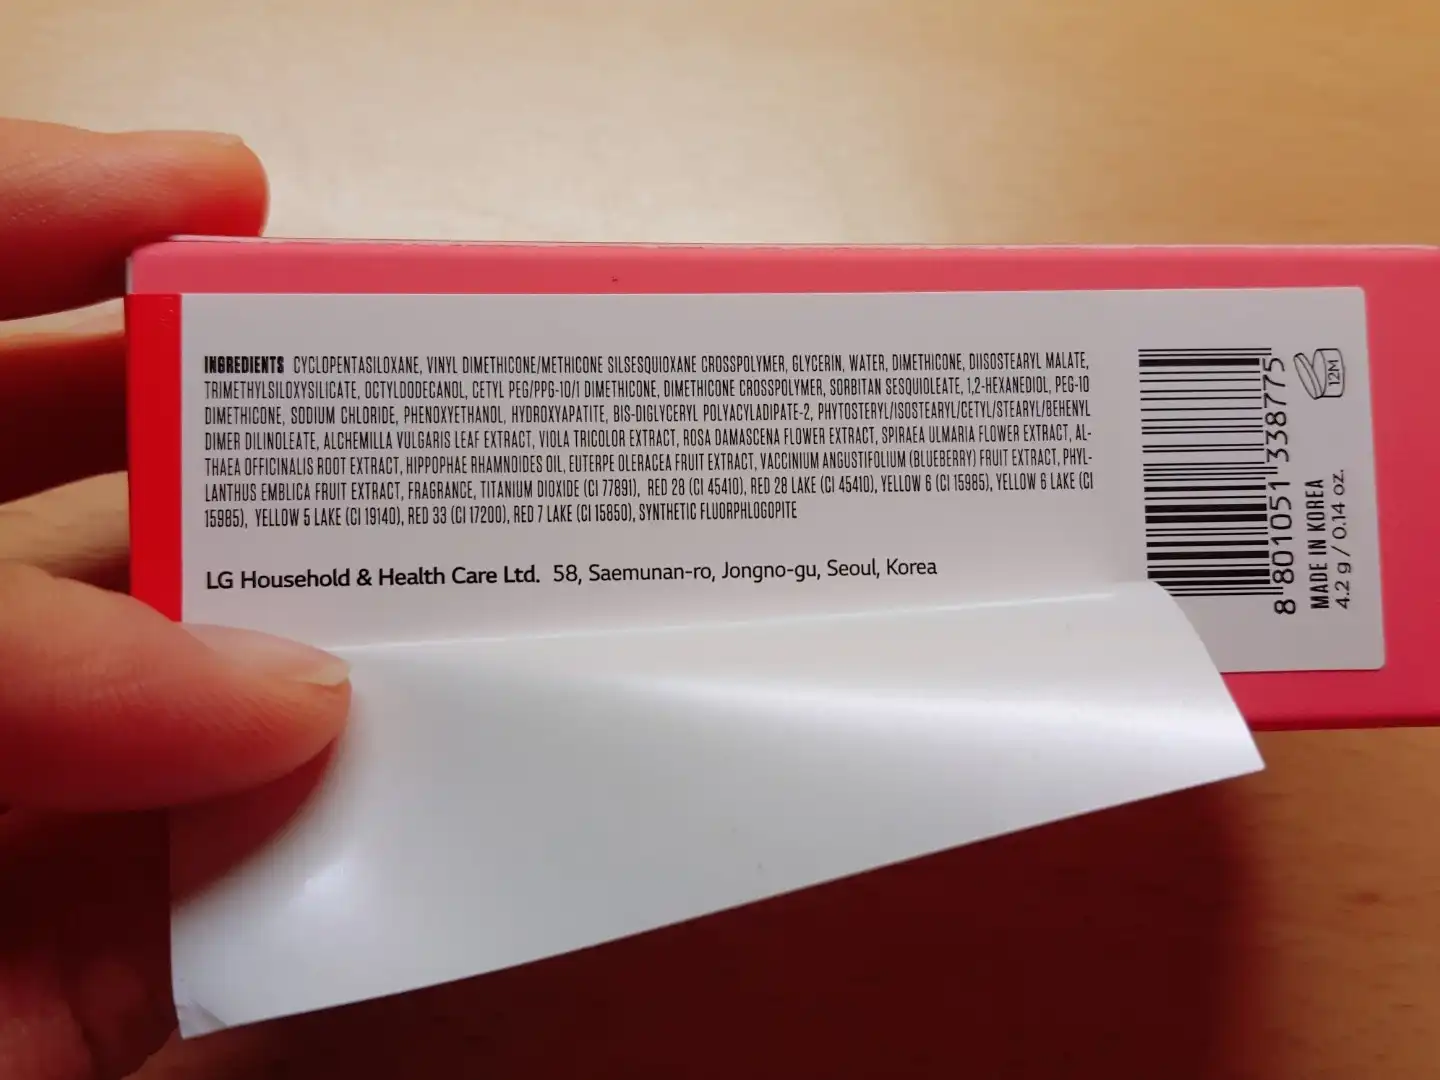 INGREDIENTS CYCLOPENTASILOXANE, VINYL DIMETHICONE/METHICONE SILSESQUIOXANE CROSSPOLYMER, GLYCERIN, WATER, DIMETHICONE, DIISOSTEARYL MALATE,
TRIMETHYLSILOXYSILICATE, OCTYLDODECANOL, CETYL PEG/PPG-10/1 DIMETHICONE, DIMETHICONE CROSSPOLYMER, SORBITAN SESQUIOLEATE, 1,2-HEXANEDIOL, PEG-10
DIMETHICONE, SODIUM CHLORIDE, PHENOXYETHANOL, HYDROXYAPATITE, BIS-DIGLYCERYL POLYACYLADIPATE-2, PHYTOSTERYL/ISOSTEARYL/CETYL/STEARYL/BEHENYL
DIMER DILINOLEATE, ALCHEMILLA VULGARIS LEAF EXTRACT, VIOLA TRICOLOR EXTRACT, ROSA DAMASCENA FLOWER EXTRACT, SPIRAEA ULMARIA FLOWER EXTRACT, AL-
THAEA OFFICINALIS ROOT EXTRACT, HIPPOPHAE RHAMNOIDES OIL, EUTERPE OLERACEA FRUIT EXTRACT, VACCINIUM ANGUSTIFOLIUM (BLUEBERRY) FRUIT EXTRACT, PHYL-
LANTHUS EMBLICA FRUIT EXTRACT, FRAGRANCE, TITANIUM DIOXIDE (CI 77891), RED 28 (CI 45410), RED 28 LAKE (CI 45410), YELLOW 6 (CI 15985), YELLOW 6 LAKE (CI
15985), YELLOW 5 LAKE (CI 19140), RED 33 (CI 17200), RED 7 LAKE (CI 15850), SYNTHETIC FLUORPHLOGOPITE
LG Household & Health Care Ltd. 58, Saemunan-ro, Jongno-gu, Seoul, Korea
8 801051 338775
12M
MADE IN KOREA
4.2 g / 0.14 oz.